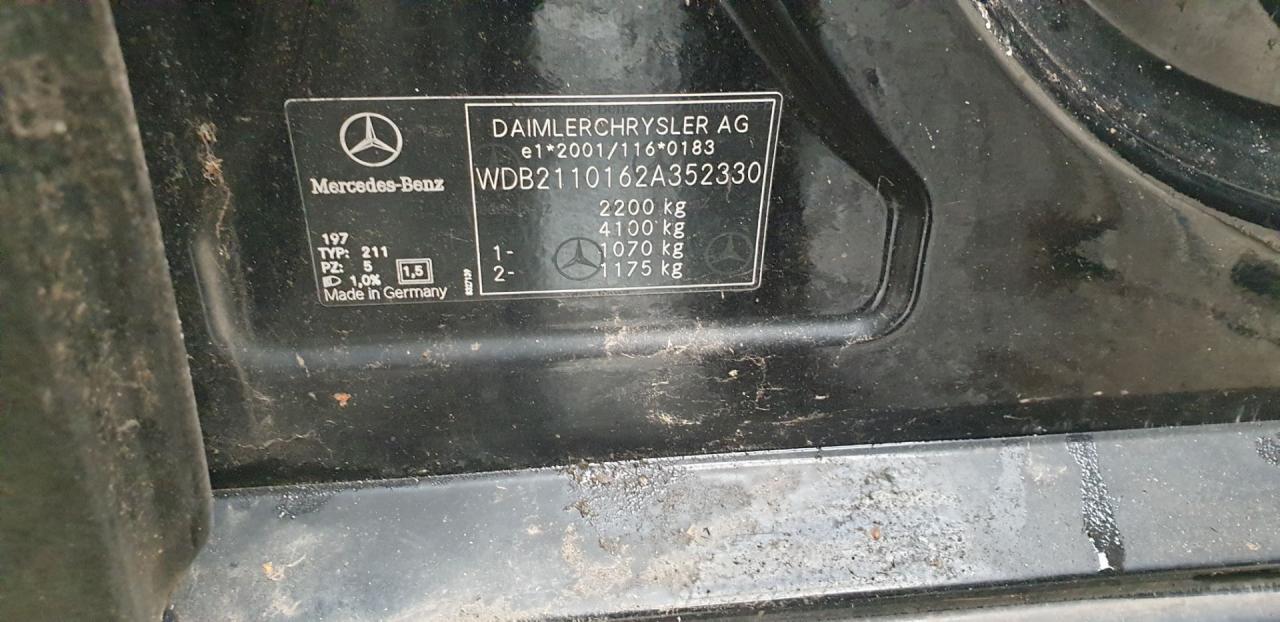 Mercedes-Benz
197
TYP: 211
PZ: 5
1,0%
1,5
Made in Germany
DAIMLERCHRYSLER AG
e1*2001/116*0183
WDB2110162A352330
2200 kg
4100 kg
1- 1070 kg
2- 1175 kg